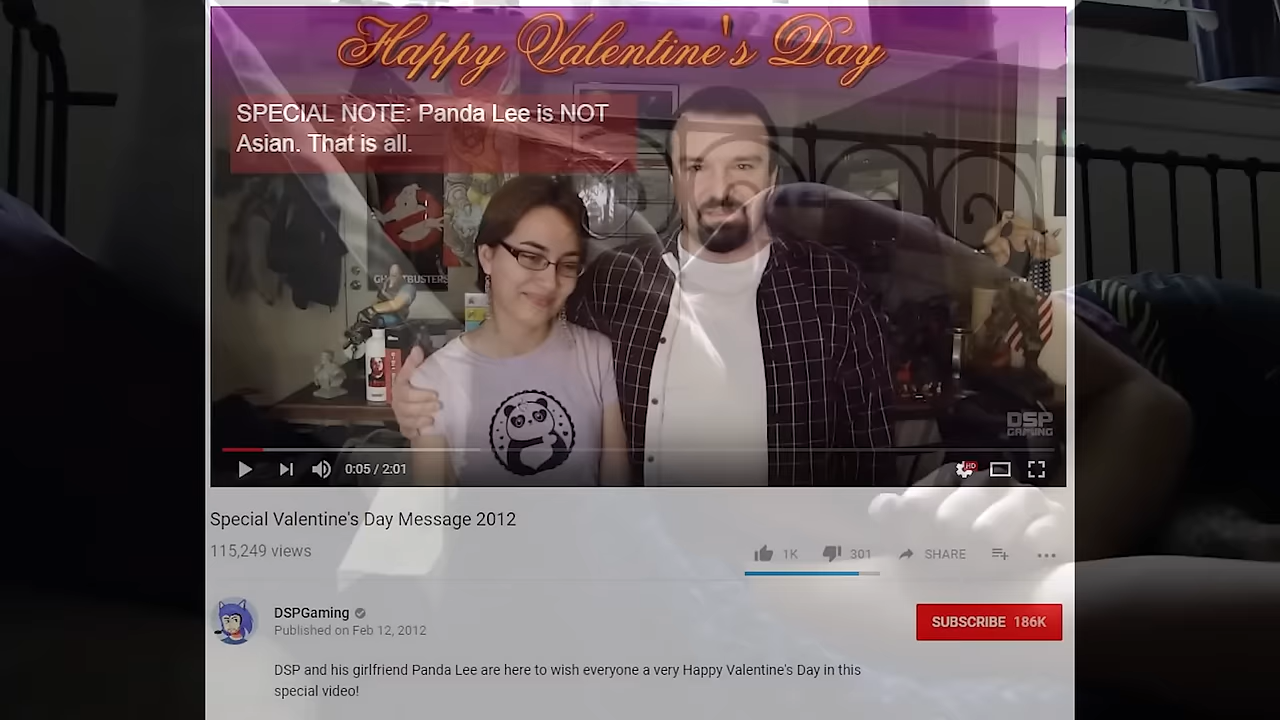 Happy Valentine's Day
SPECIAL NOTE: Panda Lee is NOT
Asian. That is all.
GHOSTBUSTERS
DSP
GAMING
0:05 / 2:01
HD
Special Valentine's Day Message 2012
115,249 views
1K
301
SHARE
DSPGaming
Published on Feb 12, 2012
SUBSCRIBE 186K
DSP and his girlfriend Panda Lee are here to wish everyone a very Happy Valentine's Day in this
special video!